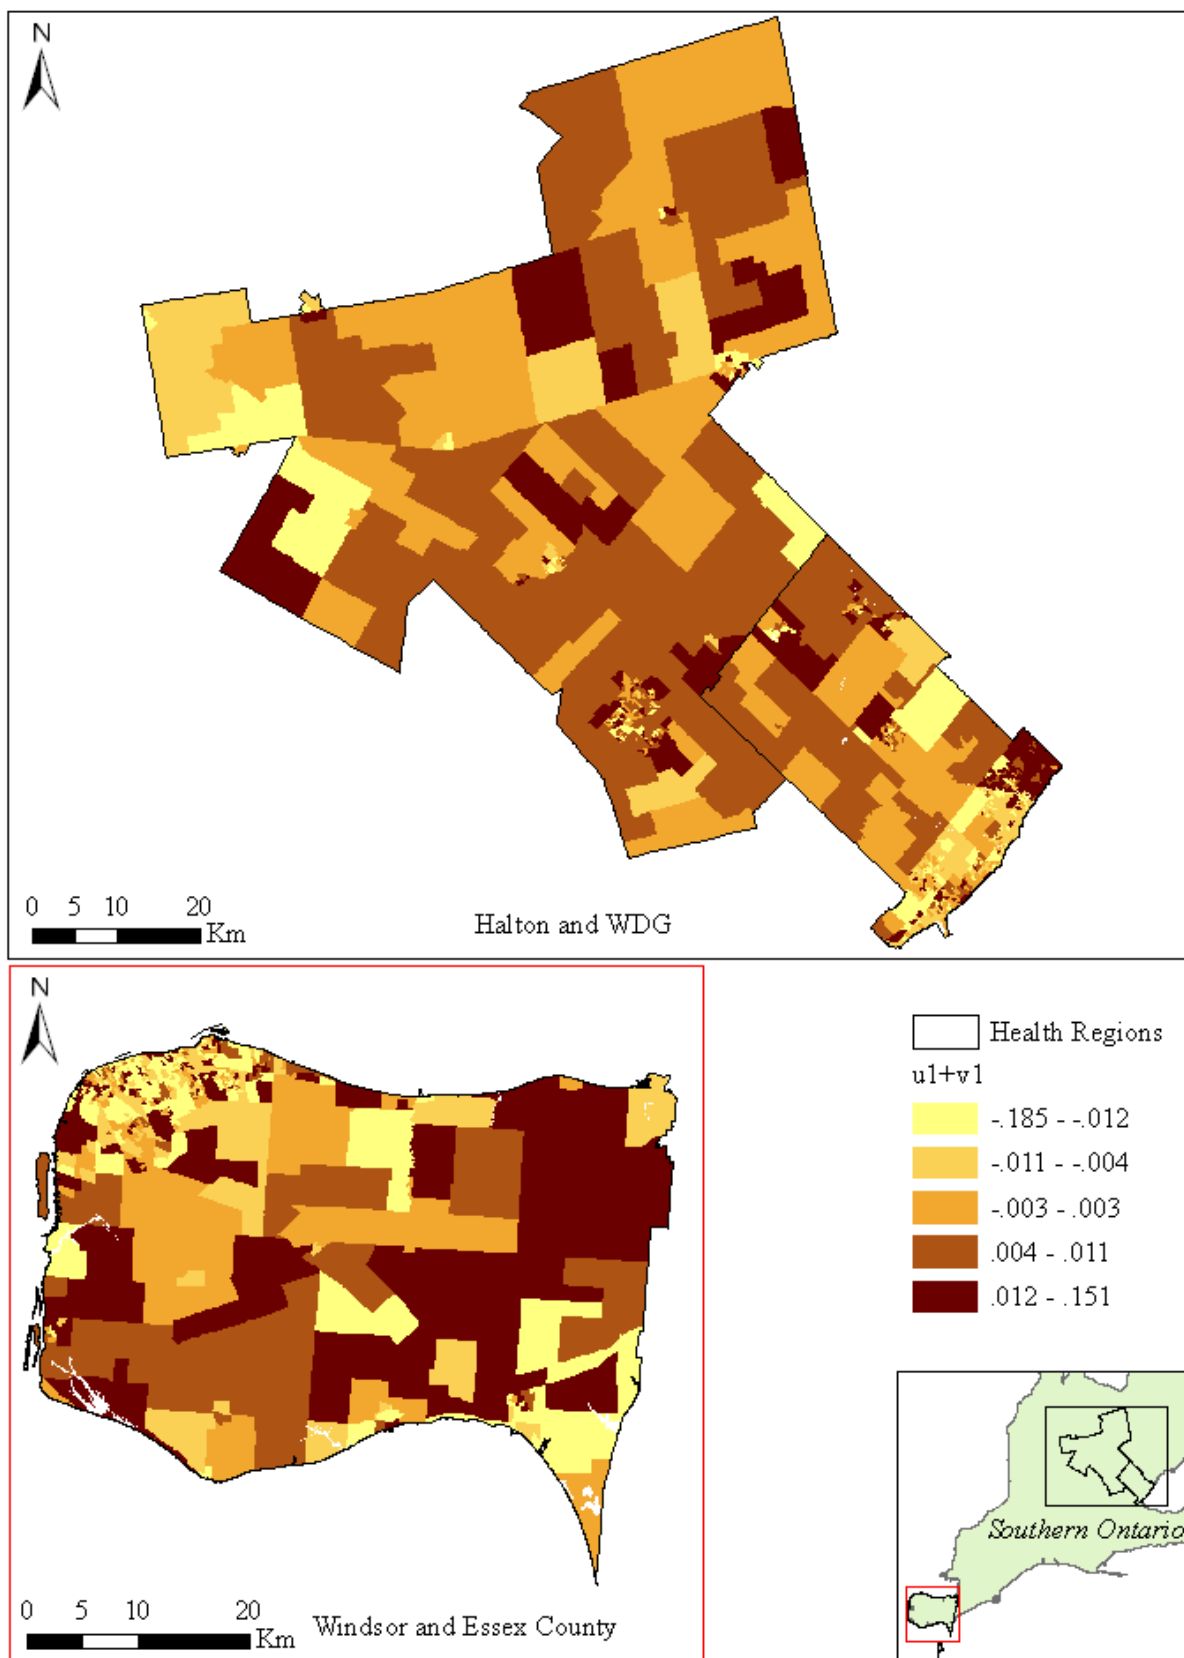 N
0 5 10 20
Km
Halton and WDG
N
0 5 10 20
Km
Windsor and Essex County
Health Regions
u1+v1
-.185 - -.012
-.011 - -.004
-.003 - .003
.004 - .011
.012 - .151
Southern Ontario